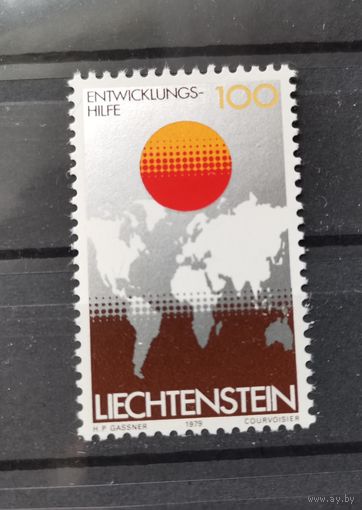 ENTWICKLUNGS- 100
HILFE
LIECHTENSTEIN
H. P. GASSNER 1979 COURVOISIER
www.ay.by